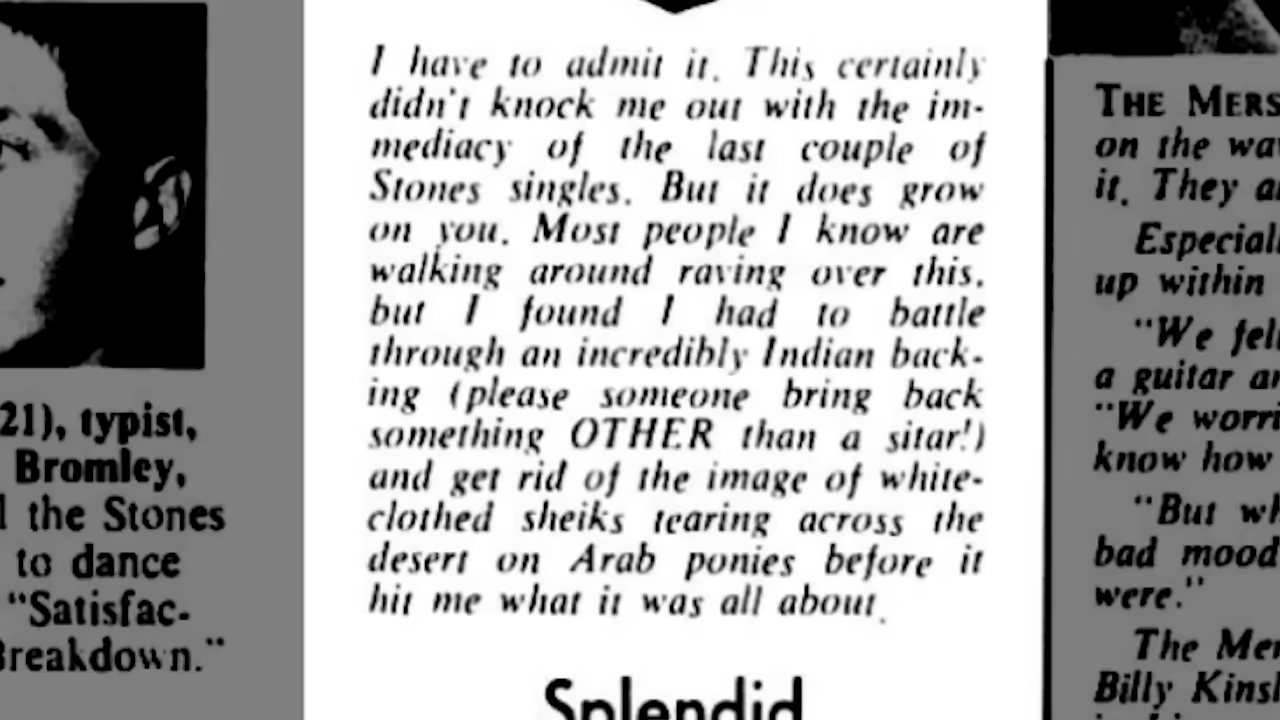 21), typist,
Bromley,
the Stones
to dance
"Satisfac-
Breakdown."
I have to admit it. This certainly
didn't knock me out with the im-
mediacy of the last couple of
Stones singles. But it does grow
on you. Most people I know are
walking around raving over this,
but I found I had to battle
through an incredibly Indian back-
ing (please someone bring back
something OTHER than a sitar!)
and get rid of the image of white-
clothed sheiks tearing across the
desert on Arab ponies before it
hit me what it was all about.
Splendid
THE MERS
on the wav
it. They a
Especiall
up within
"We fel
a guitar an
"We worri
know how
"But wh
bad mood
were."
The Mer
Billy Kinsl